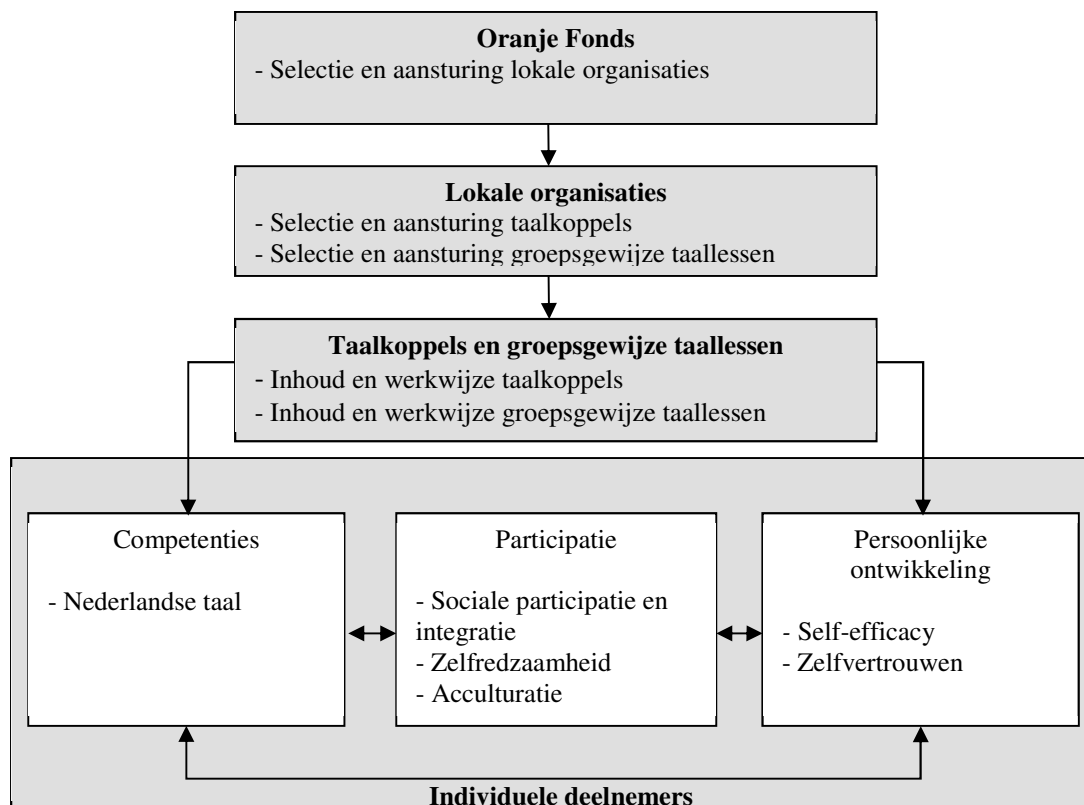 Oranje Fonds
- Selectie en aansturing lokale organisaties
Lokale organisaties
- Selectie en aansturing taalkoppels
- Selectie en aansturing groepsgewijze taallessen
Taalkoppels en groepsgewijze taallessen
- Inhoud en werkwijze taalkoppels
- Inhoud en werkwijze groepsgewijze taallessen
Competenties
- Nederlandse taal
Participatie
- Sociale participatie en
integratie
- Zelfredzaamheid
- Acculturatie
Persoonlijke
ontwikkeling
- Self-efficacy
- Zelfvertrouwen
Individuele deelnemers